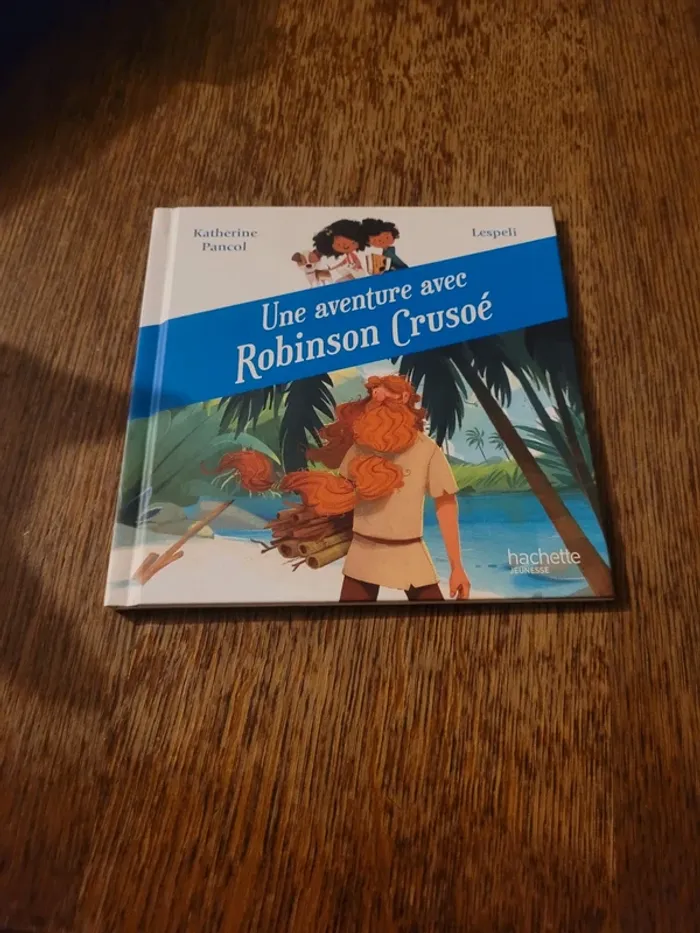 Katherine
Pancol
Lespeli
Une aventure avec
Robinson Crusoé
hachette
JEUNESSE